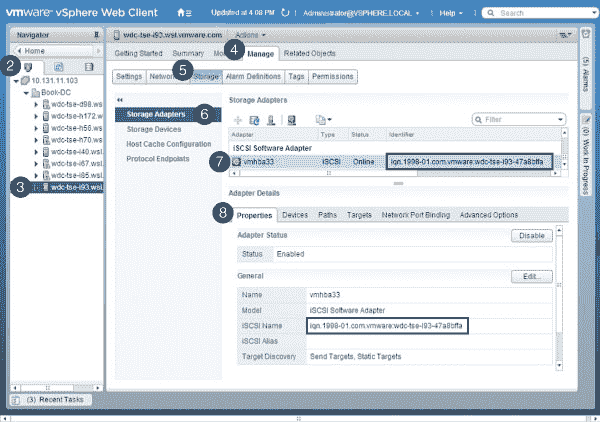 vmware® vSphere Web Client Updated at 4:08 PM Administrator@VSPHERE.LOCAL Help Search
Navigator
Home
2
10.131.11.103
Book-DC
wdc-tse-d98.ws
wdc-tse-h172.w
wdc-tse-h56.ws
wdc-tse-h70.ws
wdc-tse-i40.wsl
wdc-tse-i67.wsl
wdc-tse-i85.wsl
3 wdc-tse-i93.wsl.
wdc-tse-i93.wsl.vmware.com Actions
Getting Started Summary Mo 4 Manage Related Objects
Settings Network 5 Storage Alarm Definitions Tags Permissions
Storage Adapters 6
Storage Devices
Host Cache Configuration
Protocol Endpoints
Storage Adapters
Filter
Adapter Type Status Identifier
iSCSI Software Adapter
7 vmhba33 iSCSI Online iqn.1998-01.com.vmware:wdc-tse-i93-47a8bffa
Adapter Details
8
Properties Devices Paths Targets Network Port Binding Advanced Options
Adapter Status Disable
Status Enabled
General Edit...
Name vmhba33
Model iSCSI Software Adapter
iSCSI Name iqn.1998-01.com.vmware:wdc-tse-i93-47a8bffa
iSCSI Alias
Target Discovery Send Targets, Static Targets
(5) Alarms
(0) Work In Progress
(3) Recent Tasks